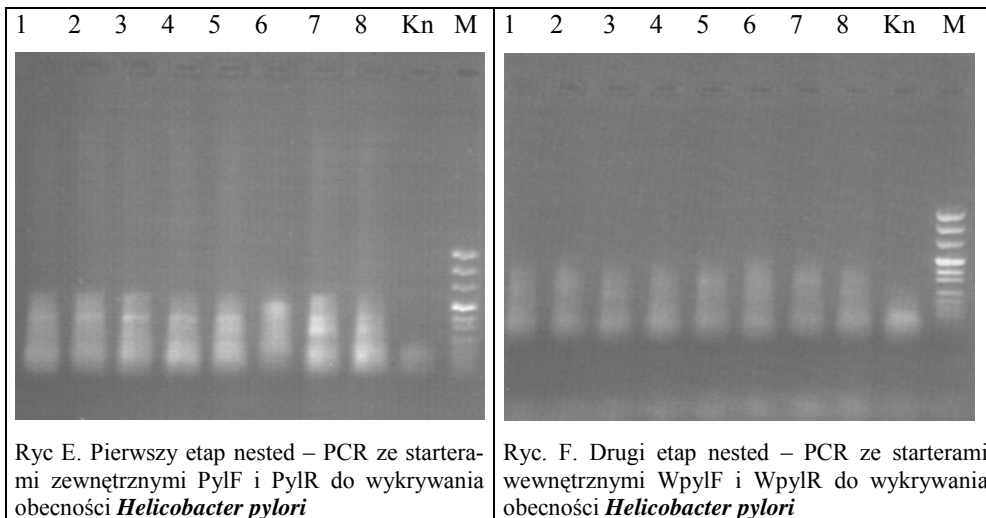 1 2 3 4 5 6 7 8 Kn M
1 2 3 4 5 6 7 8 Kn M
Ryc E. Pierwszy etap nested – PCR ze startera-
mi zewnętrznymi PylF i PylR do wykrywania
obecności Helicobacter pylori
Ryc. F. Drugi etap nested – PCR ze starterami
wewnętrznymi WpylF i WpylR do wykrywania
obecności Helicobacter pylori